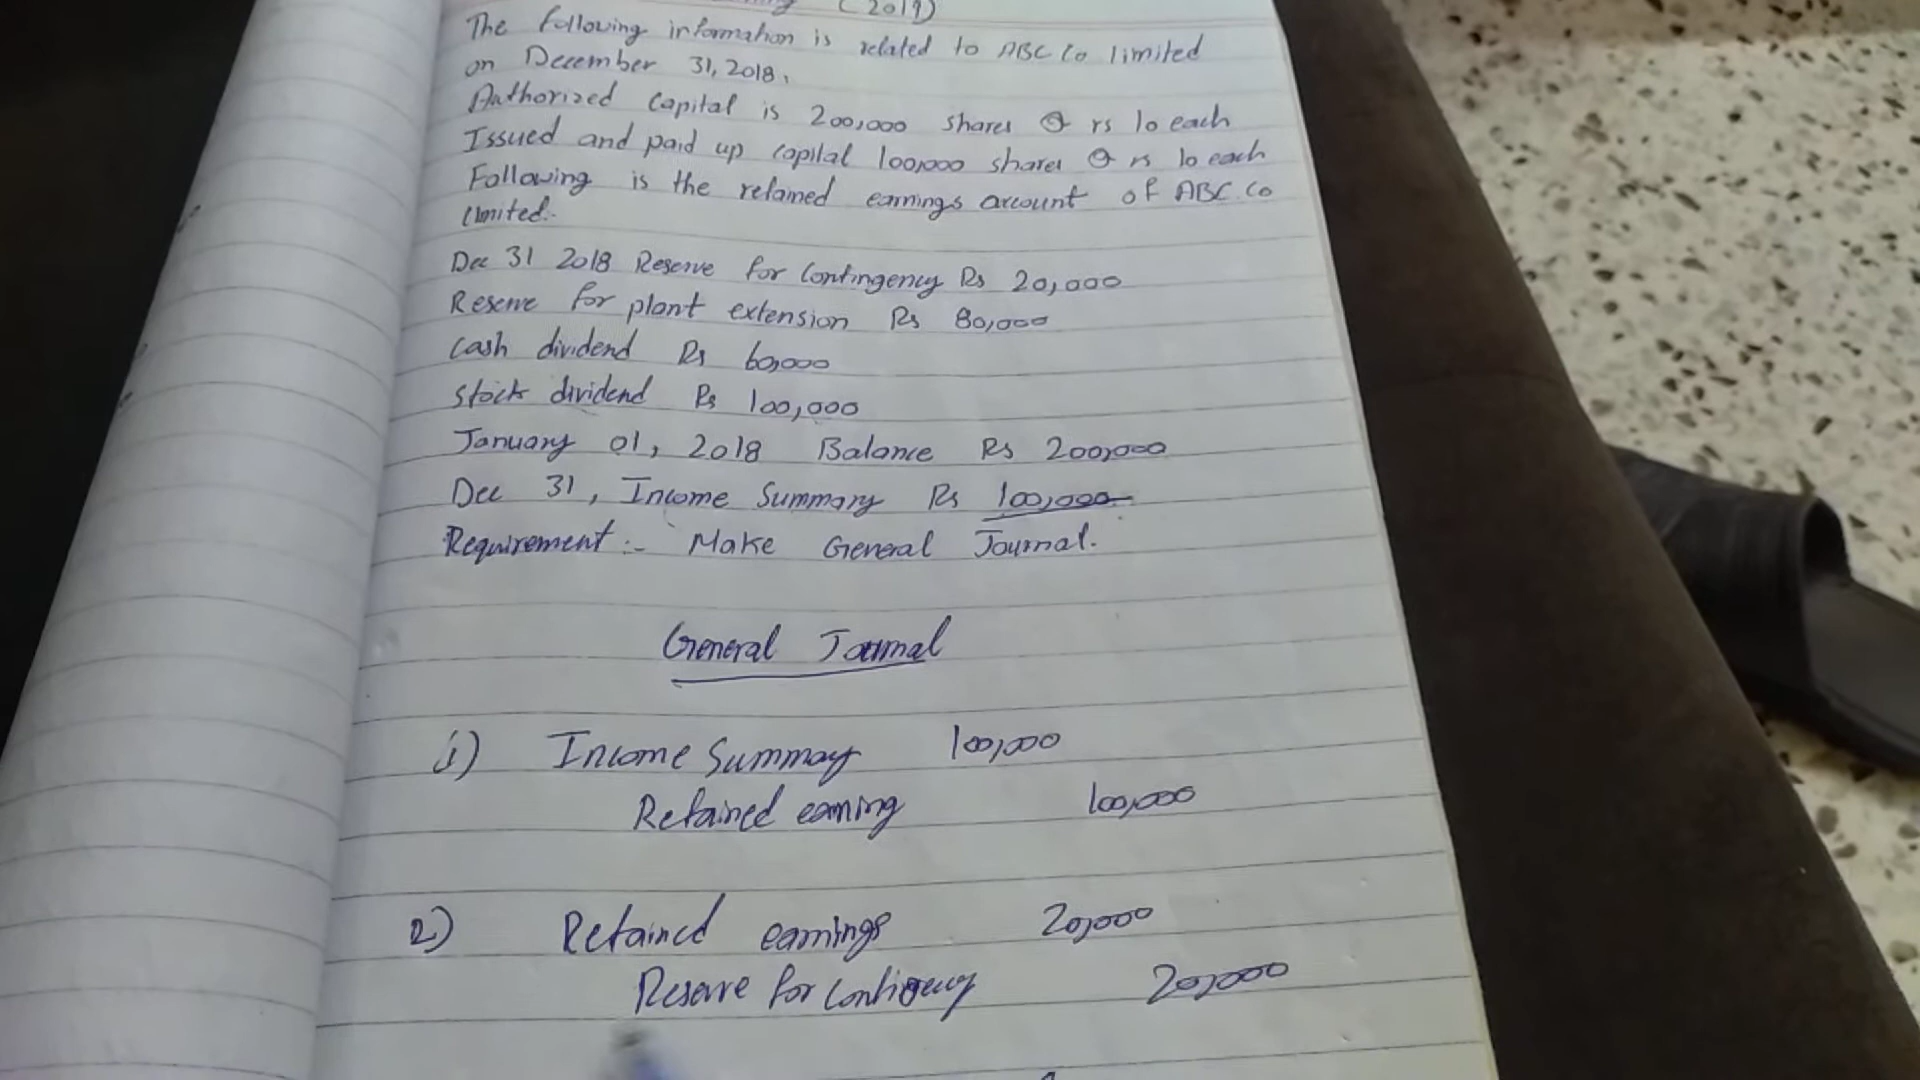 (2019)
The following information is related to ABC Co limited
on December 31, 2018.
Authorized Capital is 200,000 shares @ rs 10 each
Issued and paid up capital 100,000 shares @ rs 10 each
Following is the retained earnings account of ABC. Co
limited:-
Dec 31 2018 Reserve for Contingency Rs 20,000
Reserve for plant extension Rs 80,000
Cash dividend Rs 60,000
Stock dividend Rs 100,000
January 01, 2018 Balance Rs 200,000
Dec 31, Income Summary Rs 100,000
Requirement :- Make General Journal.
General Journal
1) Income Summary 100,000
Retained earning 100,000
2) Retained earnings 20,000
Reserve for Contigency 20,000